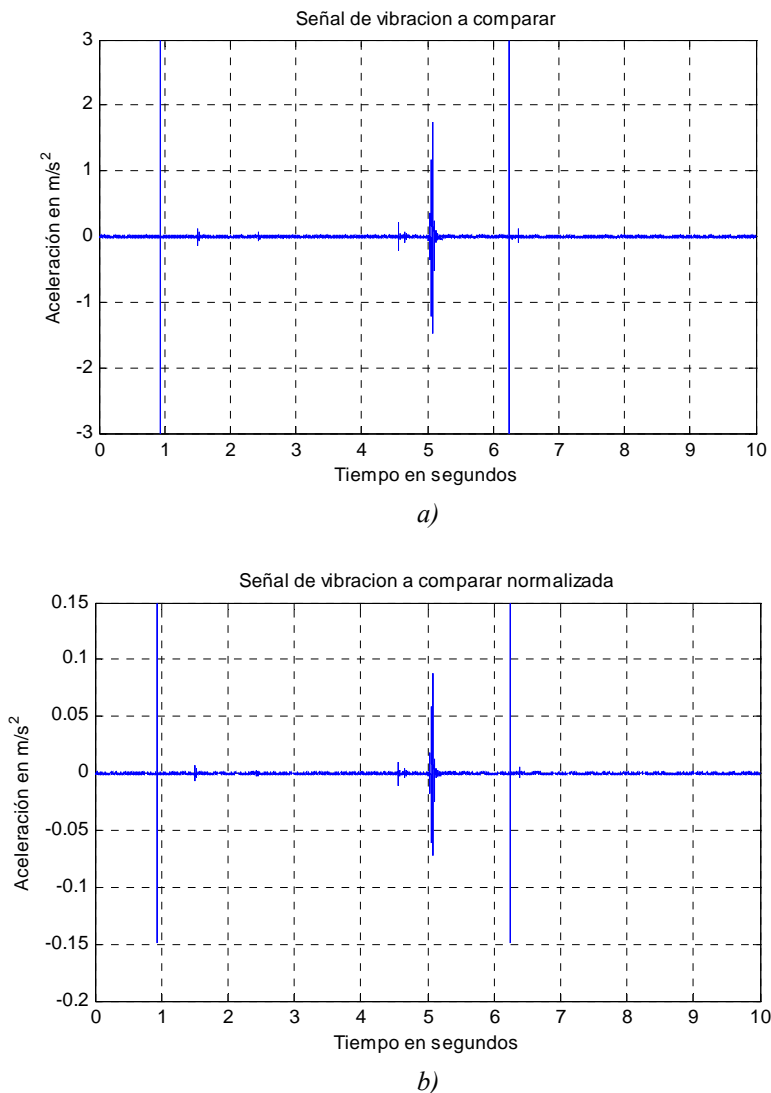 Señal de vibracion a comparar
3
2
1
0
-1
-2
-3
Aceleración en m/s²
0 1 2 3 4 5 6 7 8 9 10
Tiempo en segundos
a)
Señal de vibracion a comparar normalizada
0.15
0.1
0.05
0
-0.05
-0.1
-0.15
-0.2
Aceleración en m/s²
0 1 2 3 4 5 6 7 8 9 10
Tiempo en segundos
b)